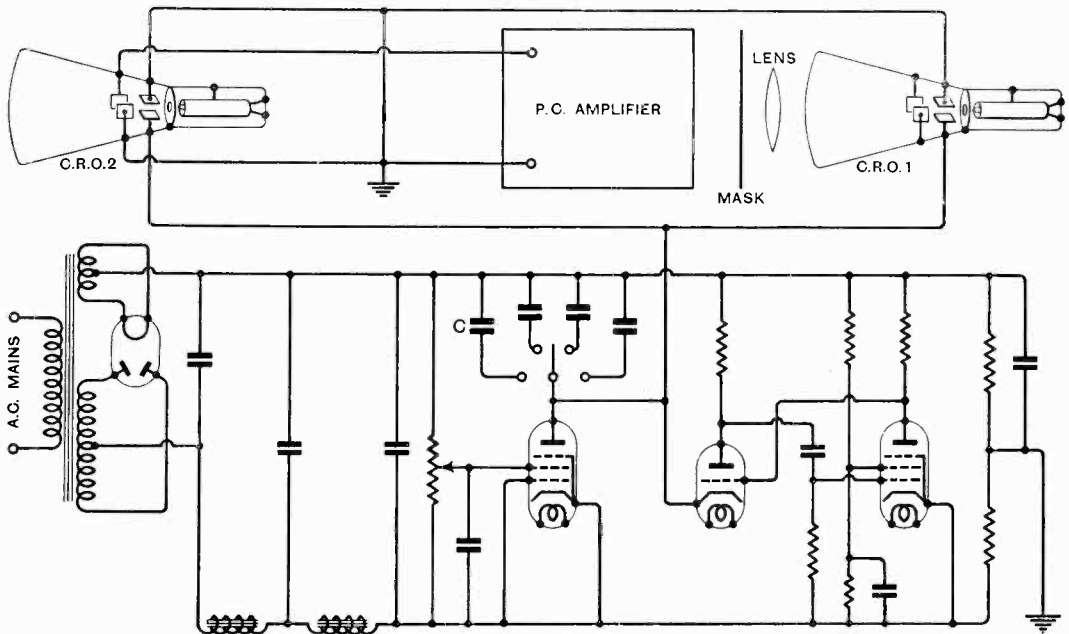 P.C. AMPLIFIER
LENS
MASK
C.R.O.2
C.R.O.1
A.C. MAINS
C